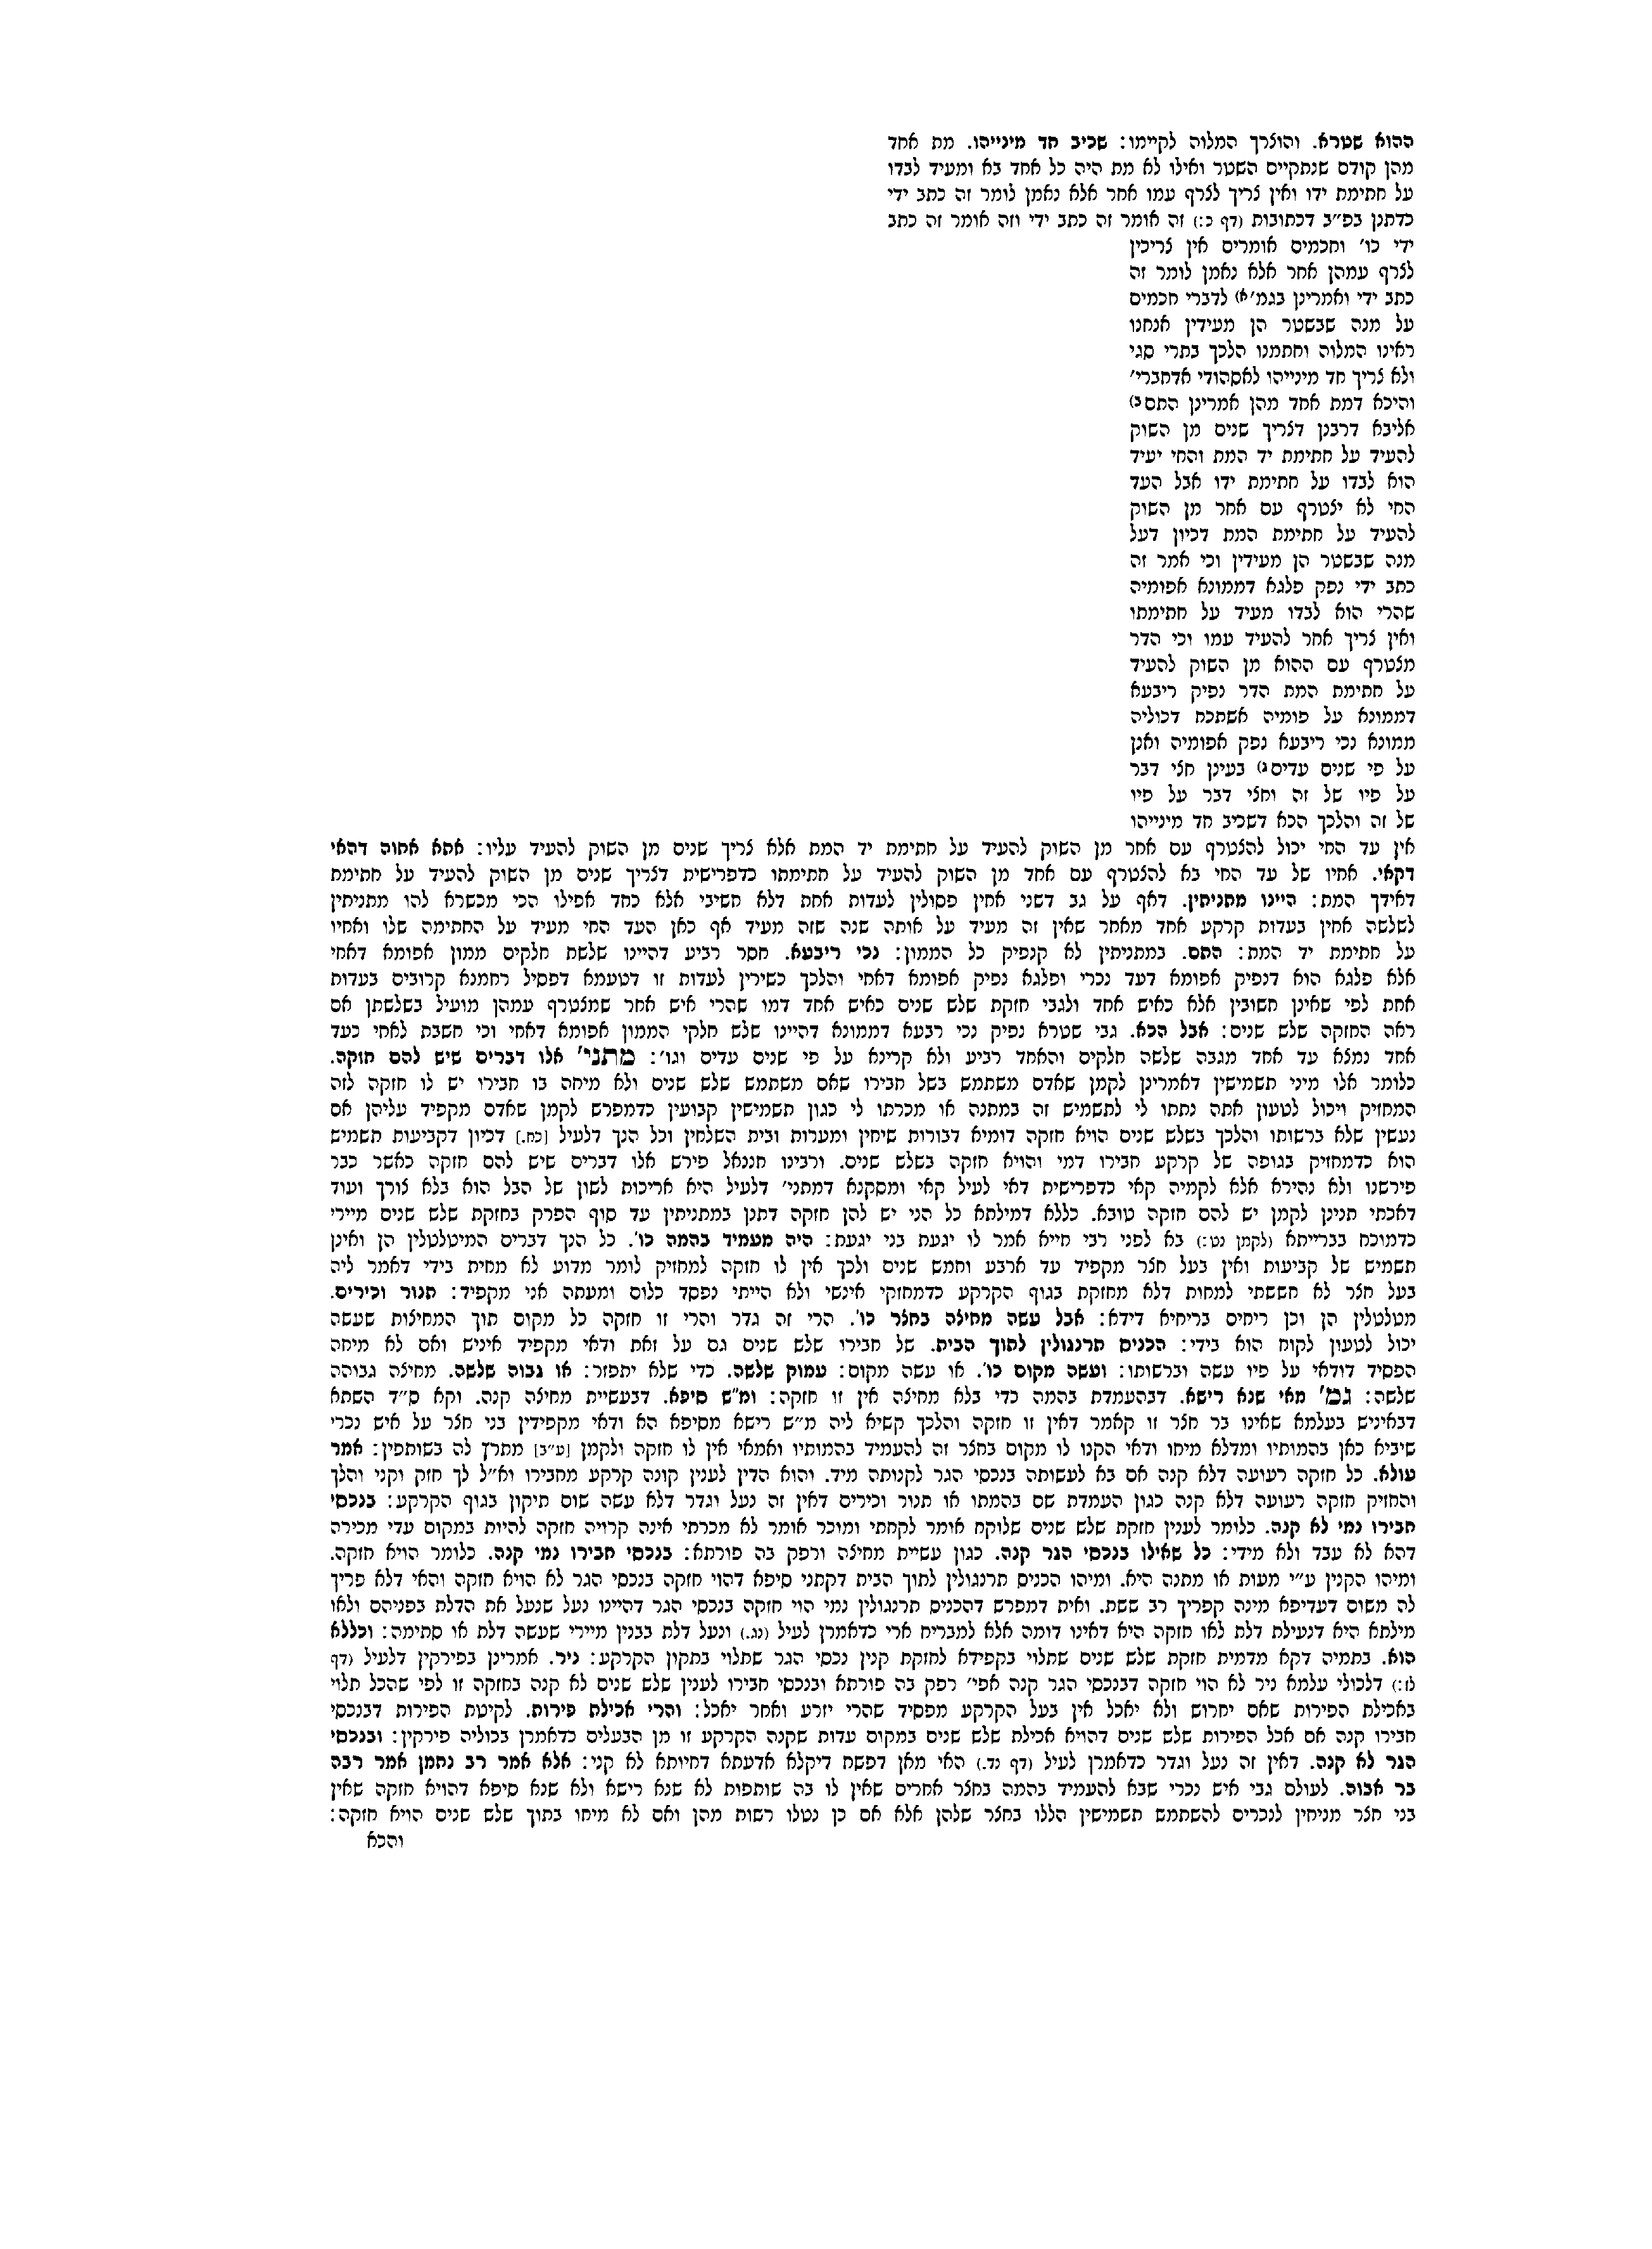 ההוא שטרא. והוצרך המלוה לקיימו: שכיב חד מינייהו. מת אחד
מהן קודם שנתקיים השטר ואילו לא מת היה כל אחד בא ומעיד לבדו
על חתימת ידו ואין צריך לצרף עמו אחר אלא נאמן לומר זה כתב ידי
כדתנן בפ״ב דכתובות (דף כ:) זה אומר זה כתב ידי וזה אומר זה כתב
ידי כו׳ וחכמים אומרים אין צריכין
לצרף עמהן אחר אלא נאמן לומר זה
כתב ידי ואמרינן בגמ׳א) לדברי חכמים
על מנה שבשטר הן מעידין אנחנו
ראינו המלוה וחתמנו הלכך בתרי סגי
ולא צריך חד מינייהו לאסהודי אדחברי׳
והיכא דמת אחד מהן אמרינן התםב)
אליבא דרבנן דצריך שנים מן השוק
להעיד על חתימת יד המת והחי יעיד
הוא לבדו על חתימת ידו אבל העד
החי לא יצטרף עם אחר מן השוק
להעיד על חתימת המת דכיון דעל
מנה שבשטר הן מעידין וכי אמר זה
כתב ידי נפק פלגא דממונא אפומיה
שהרי הוא לבדו מעיד על חתימתו
ואין צריך אחר להעיד עמו וכי הדר
מצטרף עם ההוא מן השוק להעיד
על חתימת המת הדר נפיק ריבעא
דממונא על פומיה אשתכח דכוליה
ממונא נכי ריבעא נפק אפומיה ואנן
על פי שנים עדיםג) בעינן חצי דבר
על פיו של זה וחצי דבר על פיו
של זה והלכך הכא דשכיב חד מינייהו
אין עד החי יכול להצטרף עם אחר מן השוק להעיד על חתימת יד המת אלא צריך שנים מן השוק להעיד עליו: אתא אחוה דהאי
דקאי. אחיו של עד החי בא להצטרף עם אחד מן השוק להעיד על חתימתו כדפרישית דצריך שנים מן השוק להעיד על חתימת
דאידך המת: היינו מתניתין. דאף על גב דשני אחין פסולין לעדות אחת דלא חשיבי אלא כחד אפילו הכי מכשרא להו מתניתין
לשלשה אחין בעדות קרקע אחד מאחר שאין זה מעיד על אותה שנה שזה מעיד אף כאן העד החי מעיד על החתימה שלו ואחיו
על חתימת יד המת: התם. במתניתין לא קנפיק כל הממון: נכי ריבעא. חסר רביע דהיינו שלשת חלקים ממון אפומא דאחי
אלא פלגא הוא דנפיק אפומא דעד נכרי ופלגא נפיק אפומא דאחי והלכך כשירין לעדות זו דטעמא דפסיל רחמנא קרובים בעדות
אחת לפי שאינן חשובין אלא כאיש אחד ולגבי חזקת שלש שנים כאיש אחד דמו שהרי איש אחר שמצטרף עמהן מועיל בשלשתן אם
ראה החזקה שלש שנים: אבל הכא. גבי שטרא נפיק נכי רבעא דממונא דהיינו שלש חלקי הממון אפומא דאחי וכי חשבת לאחי כעד
אחד נמצא עד אחד מגבה שלשה חלקים והאחד רביע ולא קרינא על פי שנים עדים וגו׳: מתני׳ אלו דברים שיש להם חזקה.
כלומר אלו מיני תשמישין דאמרינן לקמן שאדם משתמש בשל חבירו שאם משתמש שלש שנים ולא מיחה בו חבירו יש לו חזקה לזה
המחזיק ויכול לטעון אתה נחתו לי לתשמיש זה במתנה או מכרתו לי כגון תשמישין קבועין כדמפרש לקמן שאדם מקפיד עליהן אם
נעשין שלא ברשותו והלכך בשלש שנים הויא חזקה דומיא דבורות שיחין ומערות ובית השלחין וכל הנך דלעיל [כח.] דכיון דקביעות תשמיש
הוא כדמחזיק בגופה של קרקע חבירו דמי והויא חזקה בשלש שנים. ורבינו חננאל פירש אלו דברים שיש להם חזקה כאשר כבר
פירשנו ולא נהירא אלא לקמיה קאי כדפרישית דאי לעיל קאי ומסקנא דמתני׳ דלעיל היא אריכות לשון של הבל הוא בלא צורך ועוד
דאכתי תנינן לקמן יש להם חזקה טובא. כללא דמילתא כל הני יש להן חזקה דתנן במתניתין עד סוף הפרק בחזקת שלש שנים מיירי
כדמוכח בברייתא (לקמן נט:) בא לפני רבי חייא אמר לו יגעת בני יגעת: היה מעמיד בהמה כו׳. כל הנך דברים המיטלטלין הן ואינן
תשמיש של קביעות ואין בעל חצר מקפיד עד ארבע וחמש שנים ולכך אין לו חזקה למחזיק לומר מדוע לא מחית בידי דאמר ליה
בעל חצר לא חששתי למחות דלא מחזקת בגוף הקרקע כדמחזקי אינשי ולא הייתי נפסד כלום ומעתה אני מקפיד: תנור וכירים.
מטלטלין הן וכן ריחים בריחיא דידא: אבל עשה מחיצה בחצר כו׳. הרי זה גדר והרי זו חזקה כל מקום תוך המחיצות שעשה
יכול לטעון לקוח הוא בידי: הכניס תרנגולין לתוך הבית. של חבירו שלש שנים גם על זאת ודאי מקפיד איניש ואם לא מיחה
הפסיד דודאי על פיו עשה וברשותו: ועשה מקום כו׳. או עשה מקום: עמוק שלשה. כדי שלא יתפזר: או גבוה שלשה. מחיצה גבוהה
שלשה: גמ׳ מאי שנא רישא. דבהעמדת בהמה כדי בלא מחיצה אין זו חזקה: ומ״ש סיפא. דבעשיית מחיצה קנה. וקא ס״ד השתא
דבאיניש בעלמא שאינו בר חצר זו קאמר דאין זו חזקה והלכך קשיא ליה מ״ש רישא מסיפא הא ודאי מקפידין בני חצר על איש נכרי
שיביא כאן בהמותיו ומדלא מיחו ודאי הקנו לו מקום בחצר זה להעמיד בהמותיו ואמאי אין לו חזקה ולקמן [ע״ב] מתרץ לה בשותפין: אמר
עולא. כל חזקה רעועה דלא קנה אם בא לעשותה בנכסי הגר לקנותה מיד. והוא הדין לענין קונה קרקע מחבירו וא״ל לך חזק וקני והלך
והחזיק חזקה רעועה דלא קנה כגון העמדת שם בהמתו או תנור וכירים דאין זה נעל וגדר דלא עשה שום תיקון בגוף הקרקע: בנכסי
חבירו נמי לא קנה. כלומר לענין חזקת שלש שנים שלוקח אומר לקחתי ומוכר אומר לא מכרתי אינה קרויה חזקה להיות במקום עדי מכירה
דהא לא עבד ולא מידי: כל שאילו בנכסי הגר קנה. כגון עשיית מחיצה ורפק בה פורתא: בנכסי חבירו נמי קנה. כלומר הויא חזקה.
ומיהו הקנין ע״י מעות או מתנה היא. ומיהו הכניס תרנגולין לתוך הבית דקתני סיפא דהוי חזקה בנכסי הגר לא הויא חזקה והאי דלא פריך
לה משום דעדיפא מינה קפריך רב ששת. ואית דמפרש דהכניס תרנגולין נמי הוי חזקה בנכסי הגר דהיינו נעל שנעל את הדלת בפניהם ולאו
מילתא היא דנעילת דלת לאו חזקה היא דאינו דומה אלא למבריח ארי כדאמרן לעיל (נג.) ונעל דלת בבנין מיירי שעשה דלת או סתימה: וכללא
הוא. בתמיה דקא מדמית חזקת שלש שנים שתלוי בקפידא לחזקת קנין נכסי הגר שתלוי בתקון הקרקע: ניר. אמרינן בפירקין דלעיל (דף
לו:) דלכולי עלמא ניר לא הוי חזקה דבנכסי הגר קנה אפי׳ רפק בה פורתא ובנכסי חבירו לענין שלש שנים לא קנה בחזקה זו לפי שהכל תלוי
באכילת הפירות שאם יחרוש ולא יאכל אין בעל הקרקע מפסיד שהרי יזרע ואחר יאכל: והרי אכילת פירות. לקיטת הפירות דבנכסי
חבירו קנה אם אכל הפירות שלש שנים דהויא אכילת שלש שנים במקום עדות שקנה הקרקע זו מן הבעלים כדאמרן בכוליה פירקין: ובנכסי
הגר לא קנה. דאין זה נעל וגדר כדאמרן לעיל (דף נד.) האי מאן דפשח דיקלא אדעתא דחיותא לא קני: אלא אמר רב נחמן אמר רבה
בר אבוה. לעולם גבי איש נכרי שבא להעמיד בהמה בחצר אחרים שאין לו בה שותפות לא שנא רישא ולא שנא סיפא דהויא חזקה שאין
בני חצר מניחין לנכרים להשתמש תשמישין הללו בחצר שלהן אלא אם כן נטלו רשות מהן ואם לא מיחו בתוך שלש שנים הויא חזקה:
והכא